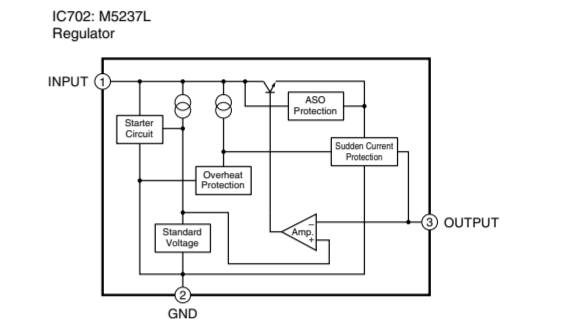 IC702: M5237L
Regulator
INPUT 1
ASO
Protection
Starter
Circuit
Sudden Current
Protection
Overheat
Protection
Standard
Voltage
Amp.
−
+
3 OUTPUT
2
GND